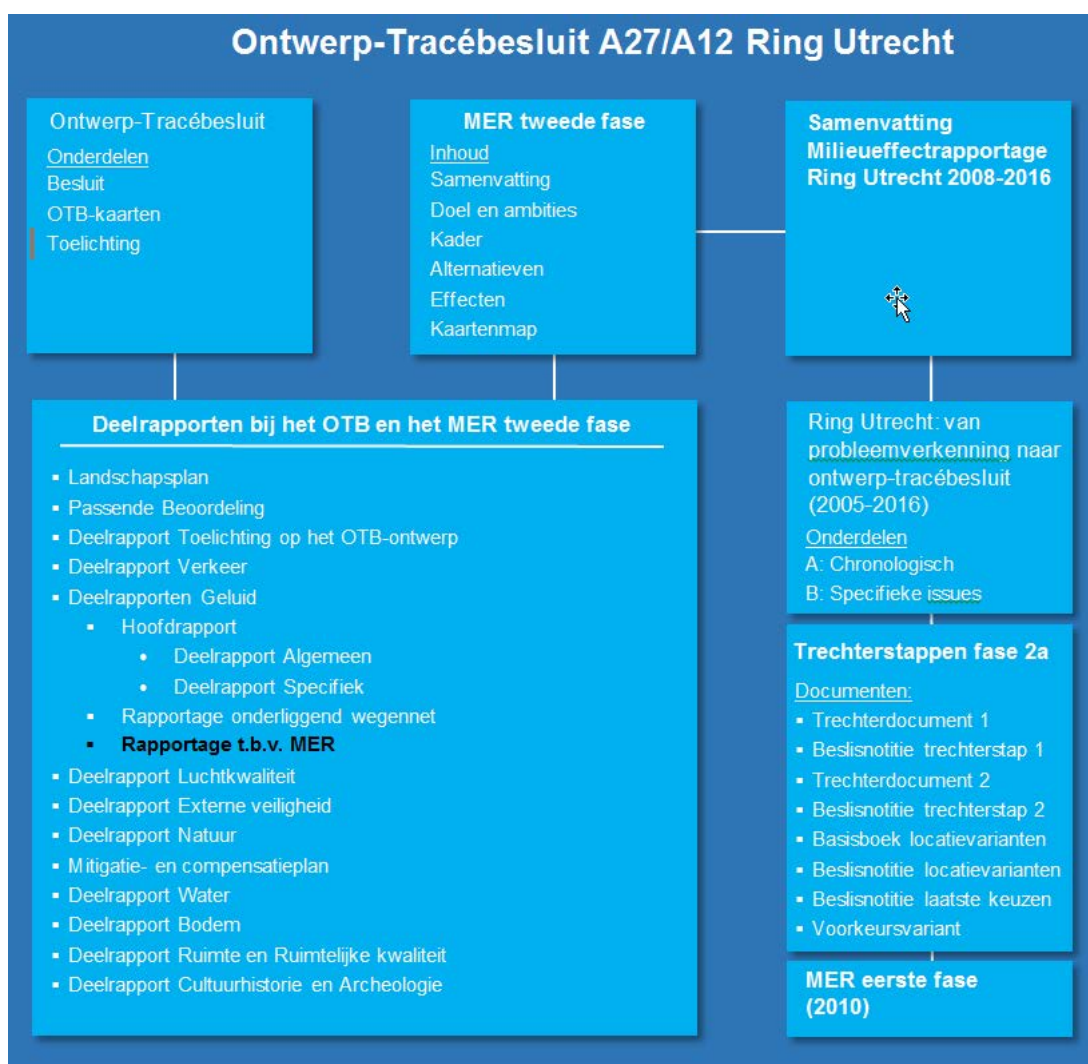 Ontwerp-Tracébesluit A27/A12 Ring Utrecht
Ontwerp-Tracébesluit
Onderdelen
Besluit
OTB-kaarten
Toelichting
MER tweede fase
Inhoud
Samenvatting
Doel en ambities
Kader
Alternatieven
Effecten
Kaartenmap
Samenvatting
Milieueffectrapportage
Ring Utrecht 2008-2016
Deelrapporten bij het OTB en het MER tweede fase
▪ Landschapsplan
▪ Passende Beoordeling
▪ Deelrapport Toelichting op het OTB-ontwerp
▪ Deelrapport Verkeer
▪ Deelrapporten Geluid
▪ Hoofdrapport
• Deelrapport Algemeen
• Deelrapport Specifiek
▪ Rapportage onderliggend wegennet
▪ Rapportage t.b.v. MER
▪ Deelrapport Luchtkwaliteit
▪ Deelrapport Externe veiligheid
▪ Deelrapport Natuur
▪ Mitigatie- en compensatieplan
▪ Deelrapport Water
▪ Deelrapport Bodem
▪ Deelrapport Ruimte en Ruimtelijke kwaliteit
▪ Deelrapport Cultuurhistorie en Archeologie
Ring Utrecht: van
probleemverkenning naar
ontwerp-tracébesluit
(2005-2016)
Onderdelen
A: Chronologisch
B: Specifieke issues
Trechterstappen fase 2a
Documenten:
▪ Trechterdocument 1
▪ Beslisnotitie trechterstap 1
▪ Trechterdocument 2
▪ Beslisnotitie trechterstap 2
▪ Basisboek locatievarianten
▪ Beslisnotitie locatievarianten
▪ Beslisnotitie laatste keuzen
▪ Voorkeursvariant
MER eerste fase
(2010)